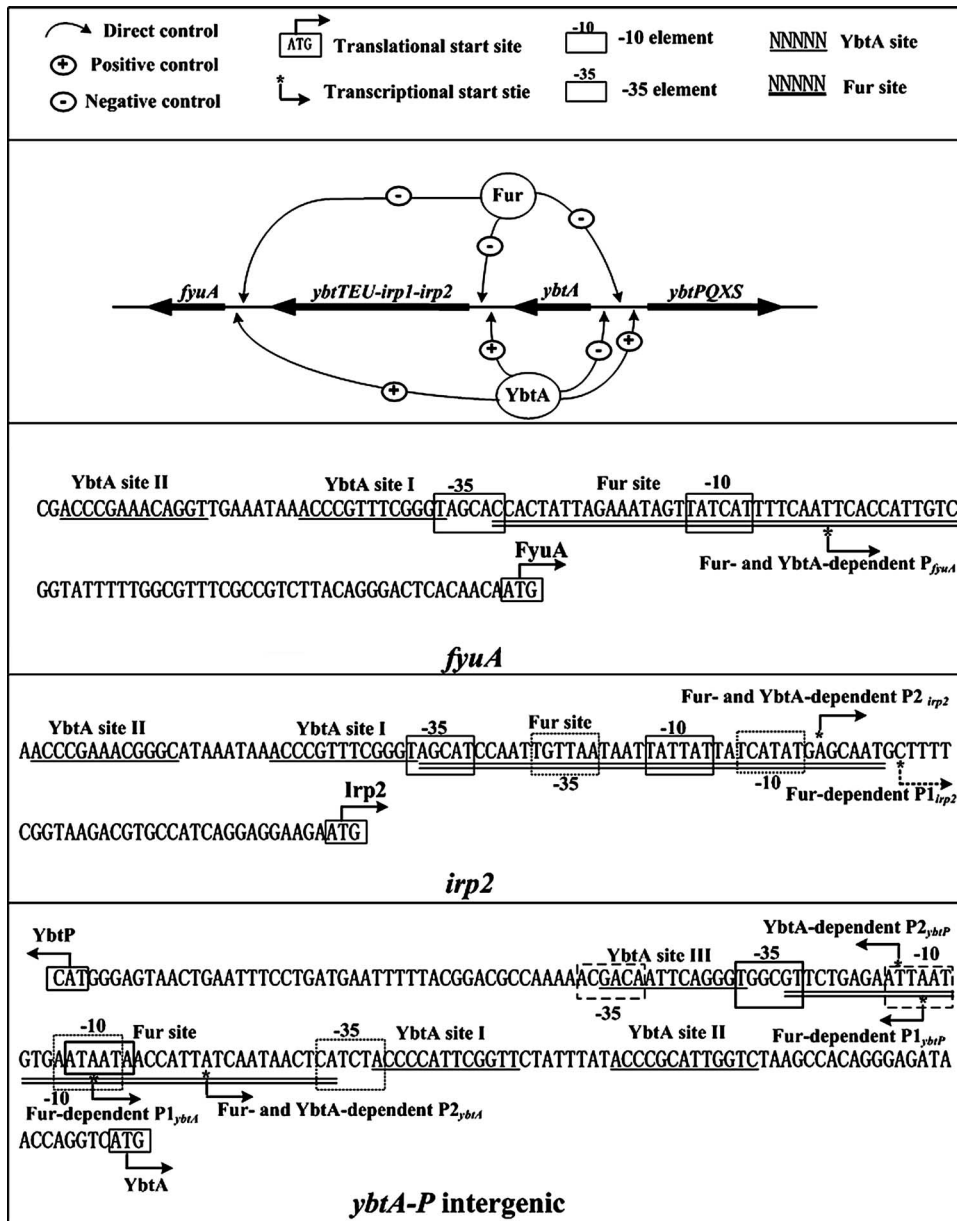 Direct control
Positive control
Negative control
ATG Translational start site
* Transcriptional start stie
-10 -10 element
-35 -35 element
NNNNN YbtA site
NNNNN Fur site
Fur
fyuA ybtTEU-irp1-irp2 ybtA ybtPQXS
YbtA
YbtA site II YbtA site I -35 Fur site -10
CGACCCGAAACAGGTTGAAATAAACCCGTTTCGGGTAGCACCACTATTAGAAATAGTTATCATTTTCAATTCACCATTGTC
Fur- and YbtA-dependent PfyuA
FyuA
GGTATTTTTGGCGTTTCGCCGTCTTACAGGGACTCACAACAATG
fyuA
Fur- and YbtA-dependent P2 irp2
YbtA site II YbtA site I -35 Fur site -10
AACCCGAAACGGGCATAAATAAACCCGTTTCGGGTAGCATCCAATTGTTAATAATTATTATTATCATATGAGCAATGCTTTT
-35 -10 Fur-dependent P1irp2
Irp2
CGGTAAGACGTGCCATCAGGAGGAAGAATG
irp2
YbtP
YbtA-dependent P2ybtP
YbtA site III -35 -10
CATGGGAGTAACTGAATTTCCTGATGAATTTTTACGGACGCCAAAAACGACAATTCAGGGTGGCGTTCTGAGAATTAAT
-35
Fur-dependent P1ybtP
-10 Fur site -35 YbtA site I YbtA site II
GTGAATAATAACCATTATCAATAACTCATCTACCCCATTCGGTTCTATTTATACCCGCATTGGTCTAAGCCACAGGGAGATA
-10
Fur-dependent P1ybtA Fur- and YbtA-dependent P2ybtA
ACCAGGTCATG
YbtA
ybtA-P intergenic